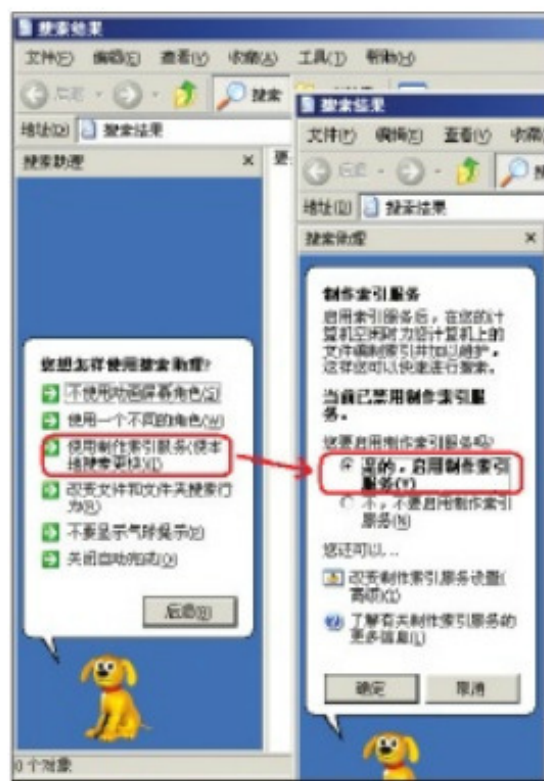 搜索结果
文件(F) 编辑(E) 查看(V) 收藏(A) 工具(T) 帮助(H)
后退 搜索
地址(D) 搜索结果
搜索助理 ×
您想怎样使用搜索助理?
不使用动画屏幕角色(S)
使用一个不同的角色(W)
使用制作索引服务(使本
地搜索更快)(I)
改变文件和文件夹搜索行
为(R)
不要显示气球提示(P)
关闭自动完成(O)
后退(B)
0 个对象
搜索结果
文件(F) 编辑(E) 查看(V) 收藏
后退
地址(D) 搜索结果
搜索助理 ×
制作索引服务
启用索引服务后,在您的计
算机空闲时为您计算机上的
文件编制索引并加以维护。
这样您可以快速进行搜索。
当前已禁用制作索引服
务。
您要启用制作索引服务吗?
是的,启用制作索引
服务(Y)
不,不要启用制作索引
服务(N)
您还可以...
改变制作索引服务设置(
高级)(C)
了解有关制作索引服务的
更多信息(L)
确定 取消